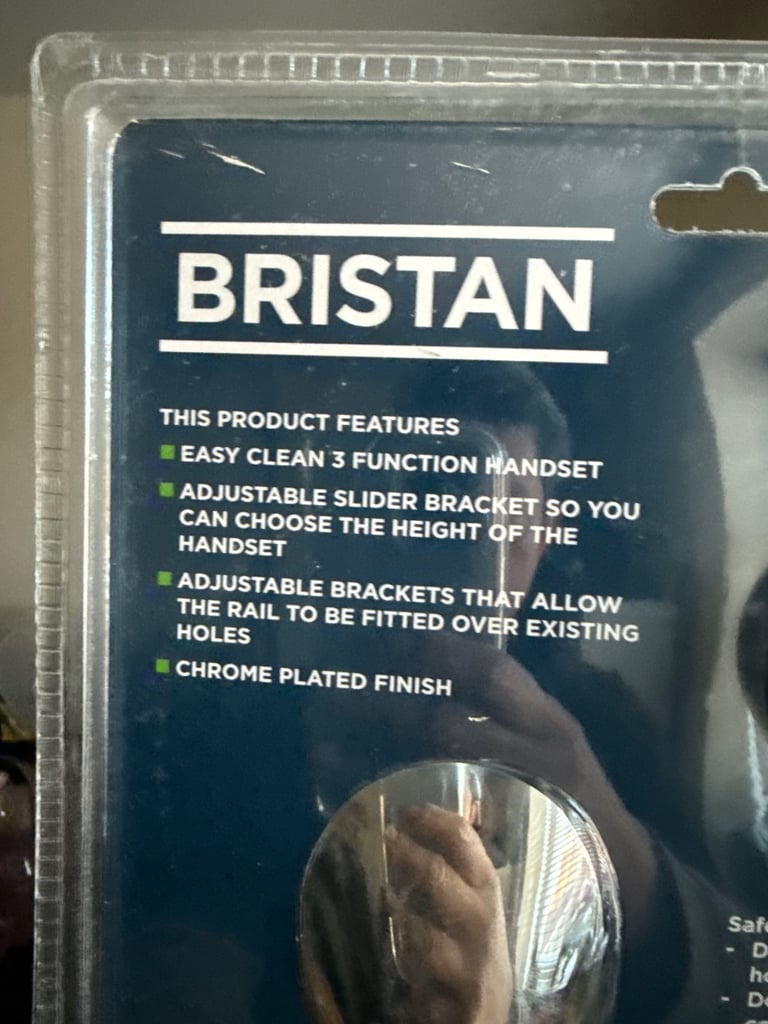 BRISTAN
THIS PRODUCT FEATURES
EASY CLEAN 3 FUNCTION HANDSET
ADJUSTABLE SLIDER BRACKET SO YOU
CAN CHOOSE THE HEIGHT OF THE
HANDSET
ADJUSTABLE BRACKETS THAT ALLOW
THE RAIL TO BE FITTED OVER EXISTING
HOLES
CHROME PLATED FINISH